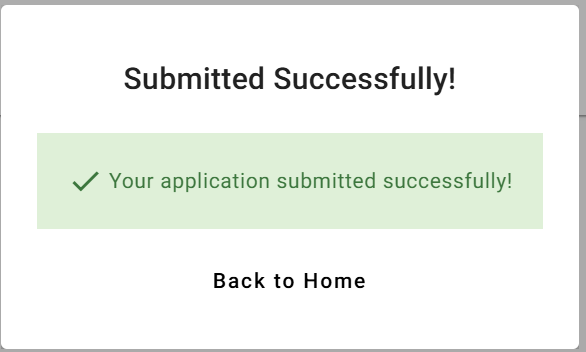 Submitted Successfully!
Your application submitted successfully!
Back to Home